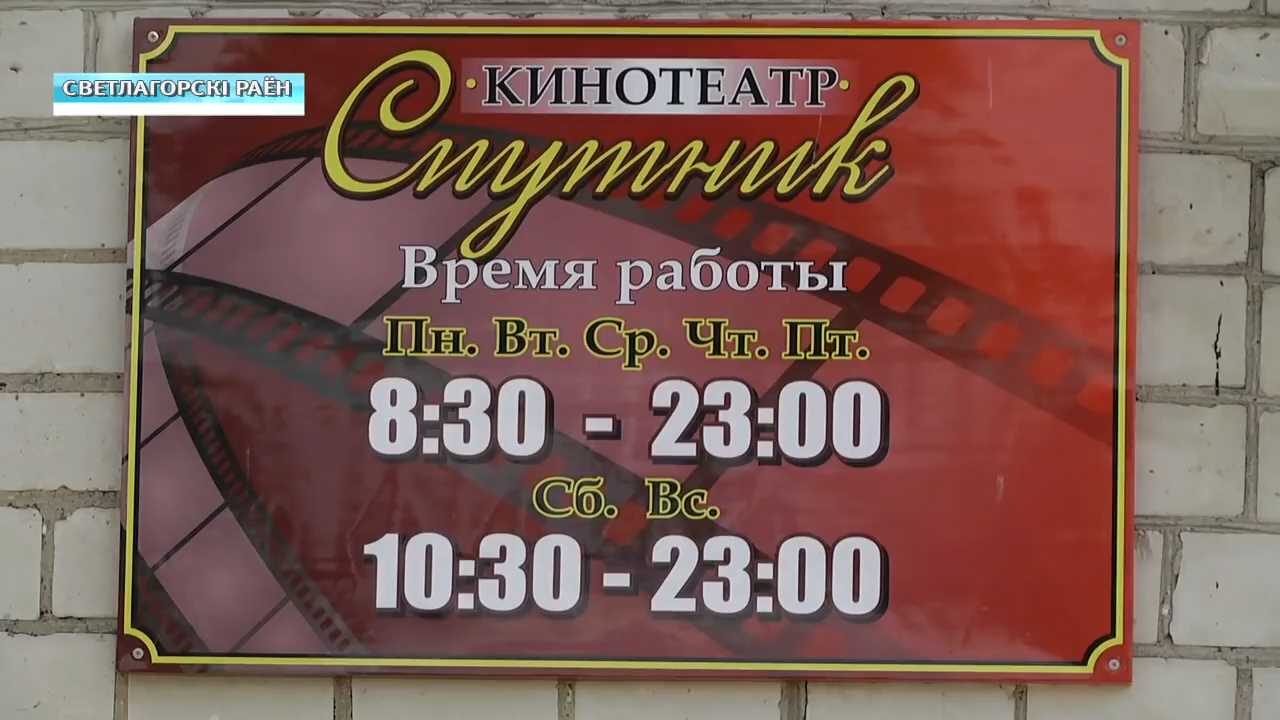 СВЕТЛАГОРСКІ РАЁН
·КИНОТЕАТР·
Спутник
Время работы
Пн. Вт. Ср. Чт. Пт.
8:30 - 23:00
Сб. Вс.
10:30 - 23:00